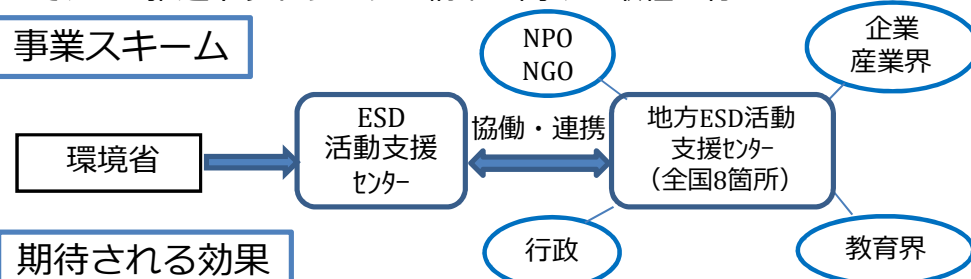 事業スキーム
NPO
NGO
企業
産業界
環境省
ESD
活動支援
センター
協働・連携
地方ESD活動
支援センター
（全国8箇所）
行政
教育界
期待される効果